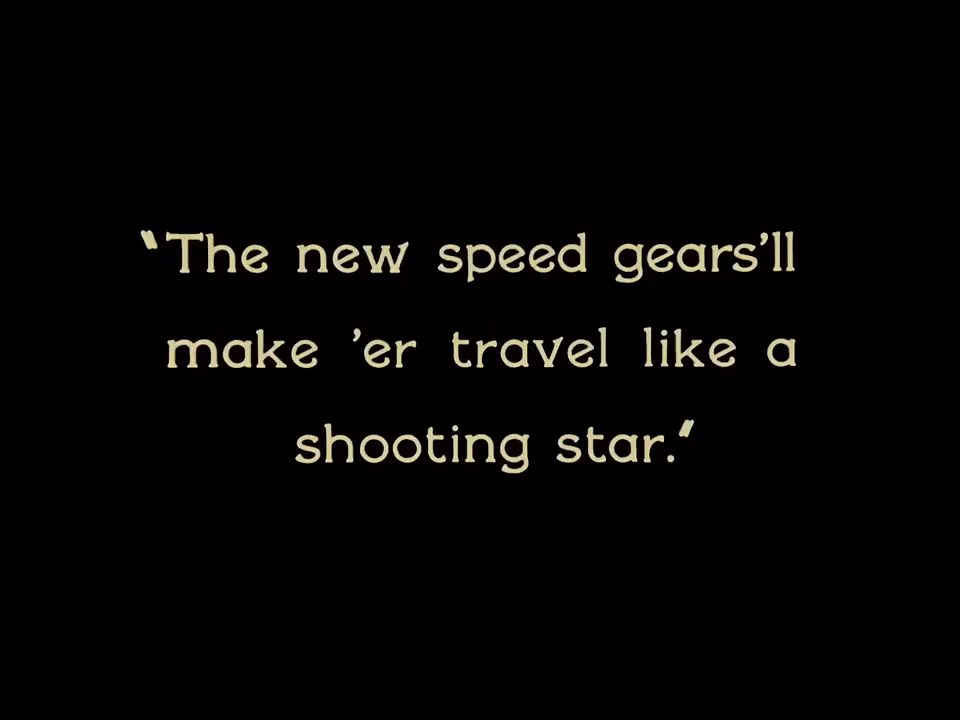 "The new speed gears'll
make 'er travel like a
shooting star."